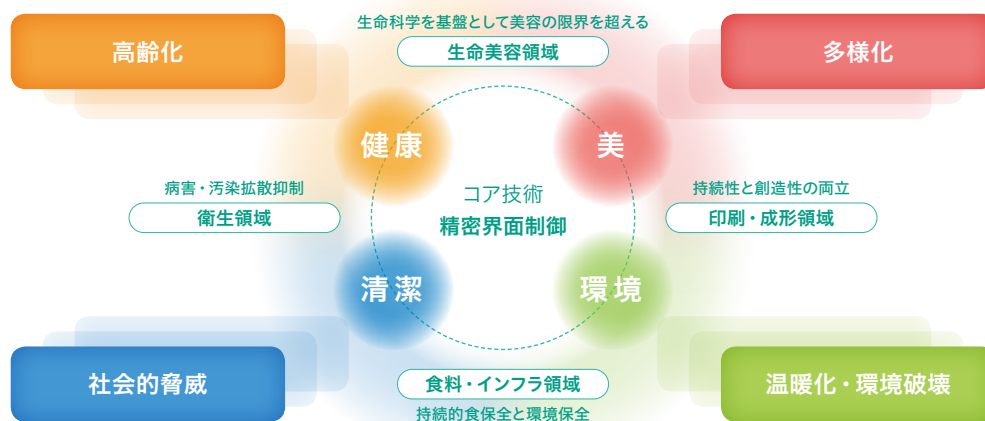 生命科学を基盤として美容の限界を超える
生命美容領域
高齢化
多様化
健康
美
病害・汚染拡散抑制
衛生領域
コア技術
精密界面制御
持続性と創造性の両立
印刷・成形領域
清潔
環境
社会的脅威
食料・インフラ領域
持続的食保全と環境保全
温暖化・環境破壊